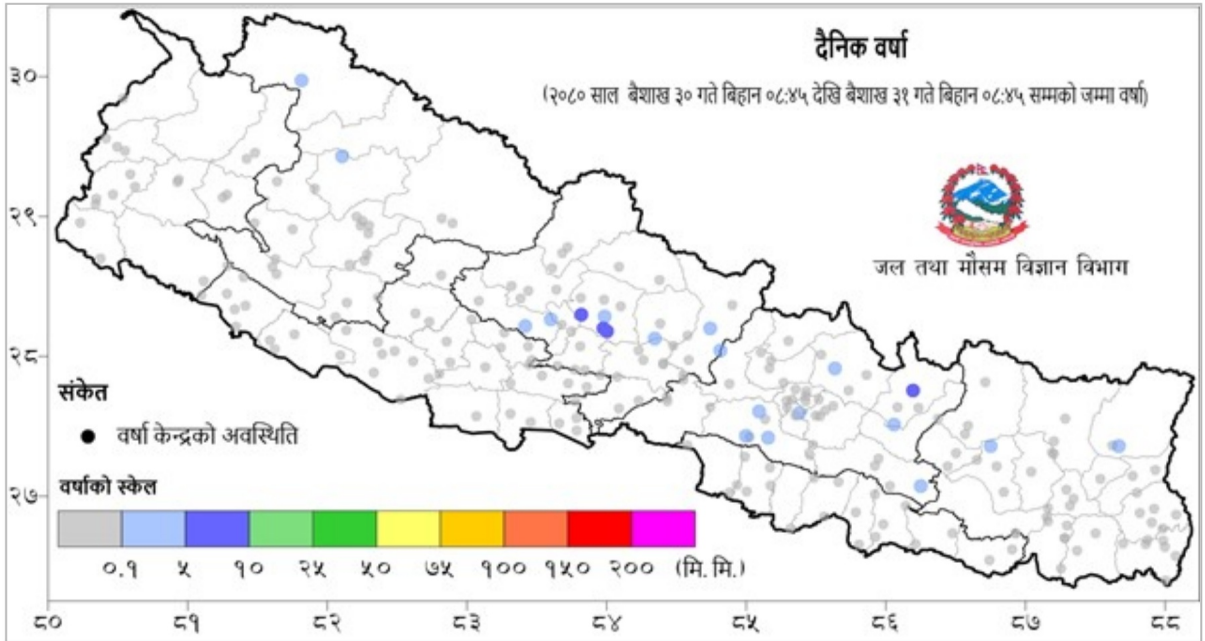 दैनिक वर्षा
(२०८० साल बैशाख ३० गते बिहान ०८:४५ देखि बैशाख ३१ गते बिहान ०८:४५ सम्मको जम्मा वर्षा)
जल तथा मौसम विज्ञान विभाग
३०
२९
२८
२७
संकेत
वर्षा केन्द्रको अवस्थिति
वर्षाको स्केल
०.१ ५ १० २५ ५० ७५ १०० १५० २०० (मि.मि.)
८० ८१ ८२ ८३ ८४ ८५ ८६ ८७ ८८